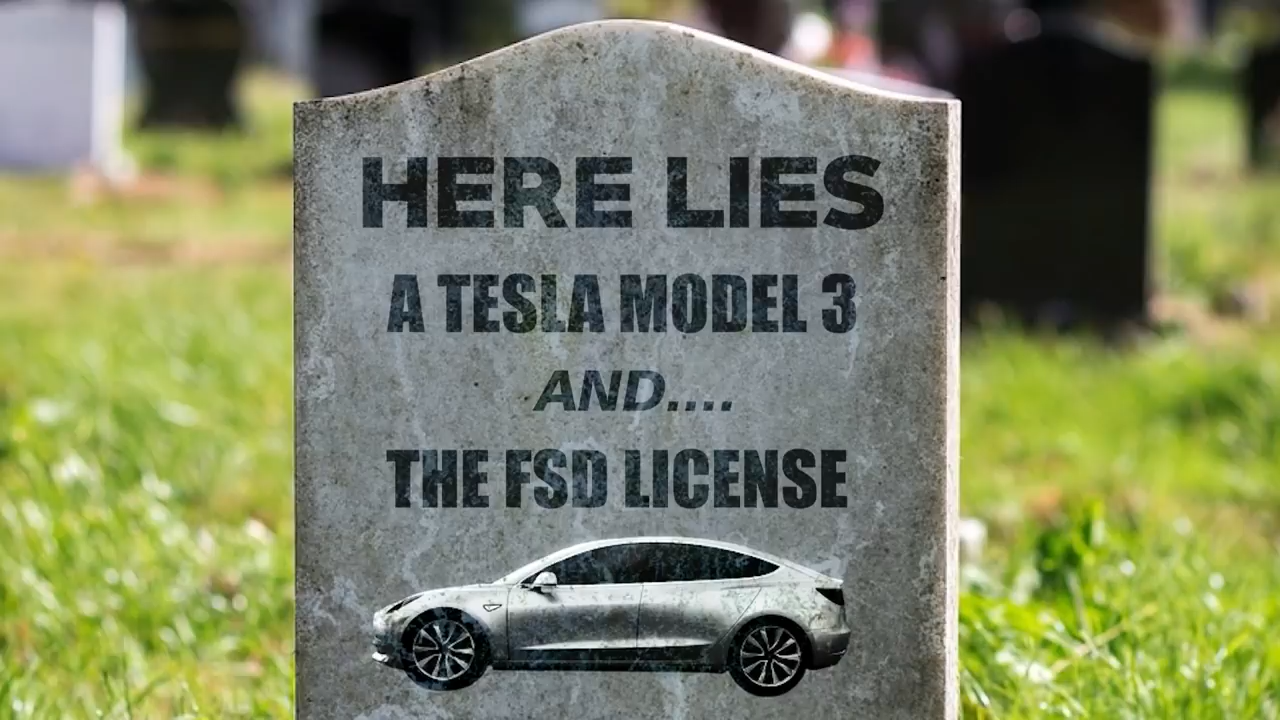 HERE LIES
A TESLA MODEL 3
AND....
THE FSD LICENSE